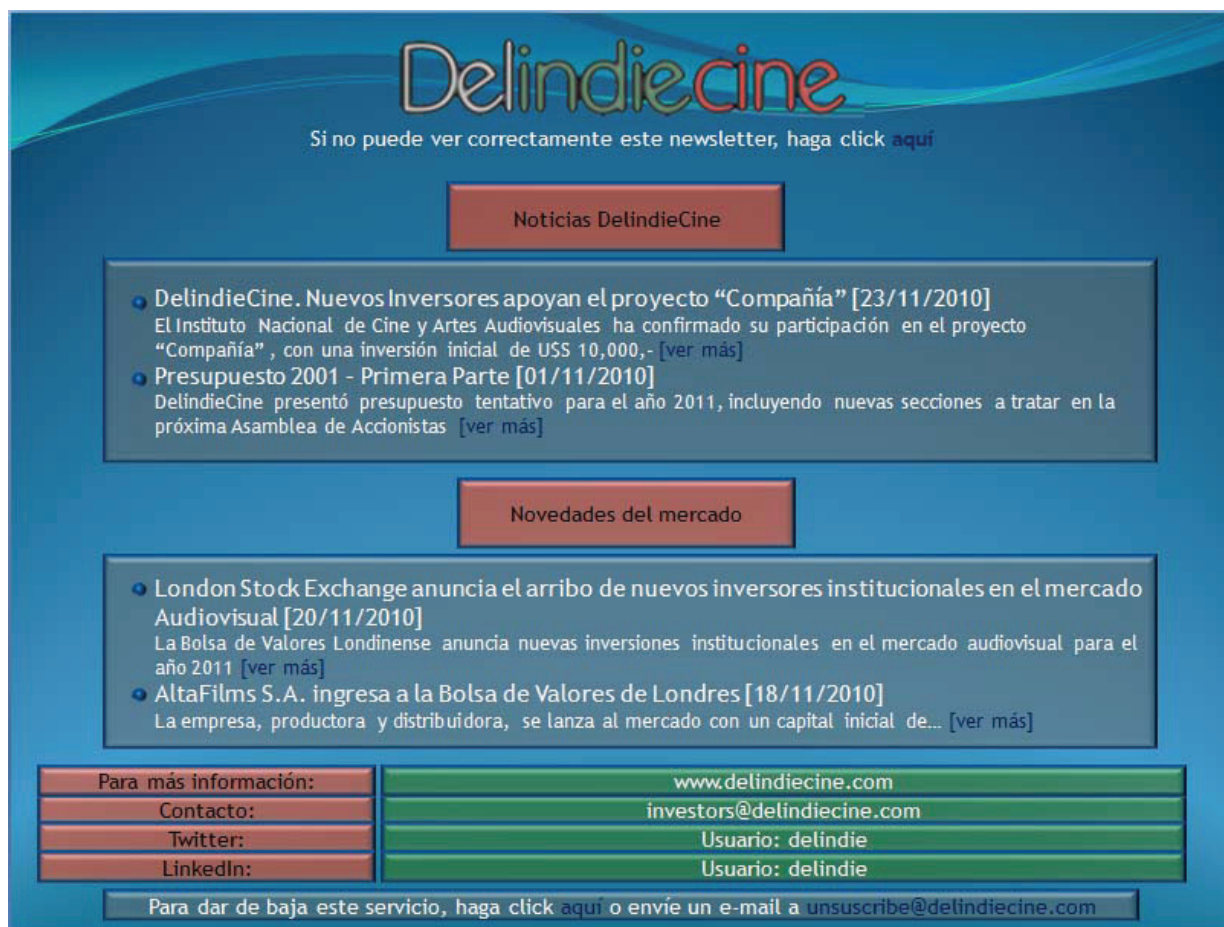 Delindiecine
Si no puede ver correctamente este newsletter, haga click aquí
Noticias DelindieCine
DelindieCine. Nuevos Inversores apoyan el proyecto “Compañía” [23/11/2010]
El Instituto Nacional de Cine y Artes Audiovisuales ha confirmado su participación en el proyecto
“Compañía” , con una inversión inicial de U$S 10,000,- [ver más]
Presupuesto 2001 – Primera Parte [01/11/2010]
DelindieCine presentó presupuesto tentativo para el año 2011, incluyendo nuevas secciones a tratar en la
próxima Asamblea de Accionistas [ver más]
Novedades del mercado
London Stock Exchange anuncia el arribo de nuevos inversores institucionales en el mercado
Audiovisual [20/11/2010]
La Bolsa de Valores Londinense anuncia nuevas inversiones institucionales en el mercado audiovisual para el
año 2011 [ver más]
AltaFilms S.A. ingresa a la Bolsa de Valores de Londres [18/11/2010]
La empresa, productora y distribuidora, se lanza al mercado con un capital inicial de... [ver más]
Para más información: www.delindiecine.com
Contacto: investors@delindiecine.com
Twitter: Usuario: delindie
LinkedIn: Usuario: delindie
Para dar de baja este servicio, haga click aquí o envíe un e-mail a unsuscribe@delindiecine.com